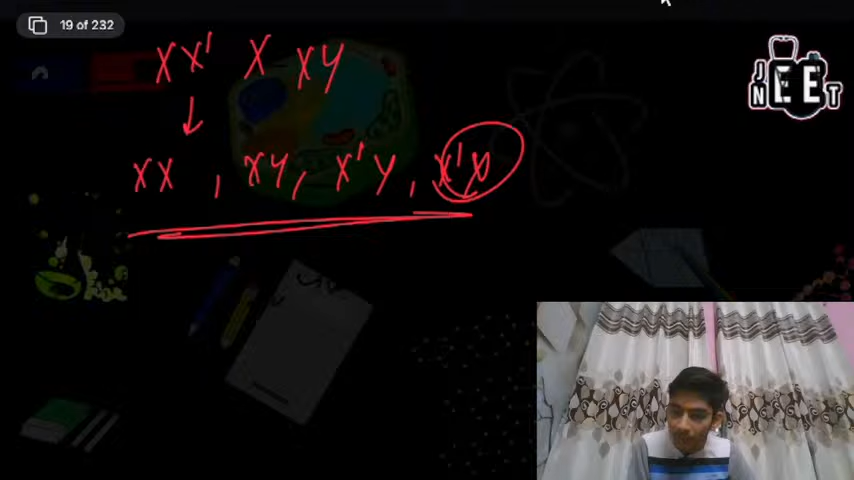 19 of 232
XX' X XY
↓
XX , XY, X'Y, X'X
J
NEET